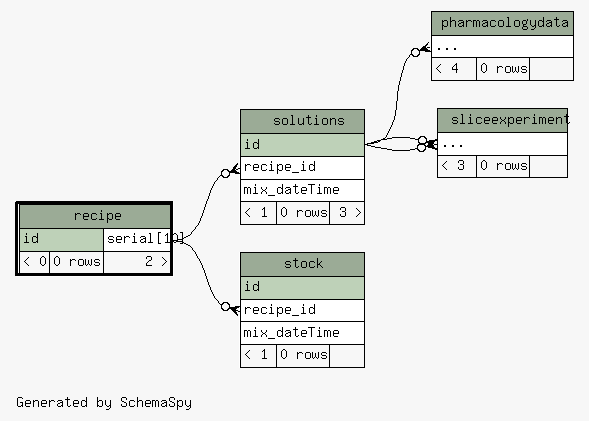 pharmacologydata
...
< 4 0 rows
solutions
id
recipe_id
mix_dateTime
< 1 0 rows 3 >
sliceexperiment
...
< 3 0 rows
recipe
id serial[10]
< 0 0 rows 2 >
stock
id
recipe_id
mix_dateTime
< 1 0 rows
Generated by SchemaSpy